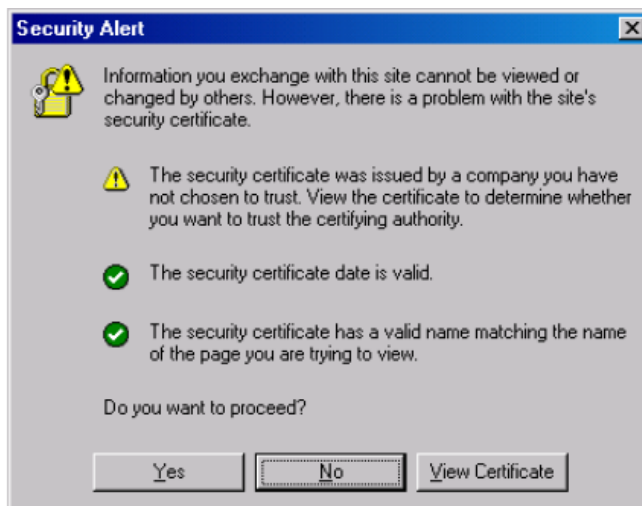 Security Alert
Information you exchange with this site cannot be viewed or
changed by others. However, there is a problem with the site's
security certificate.
The security certificate was issued by a company you have
not chosen to trust. View the certificate to determine whether
you want to trust the certifying authority.
The security certificate date is valid.
The security certificate has a valid name matching the name
of the page you are trying to view.
Do you want to proceed?
Yes No View Certificate